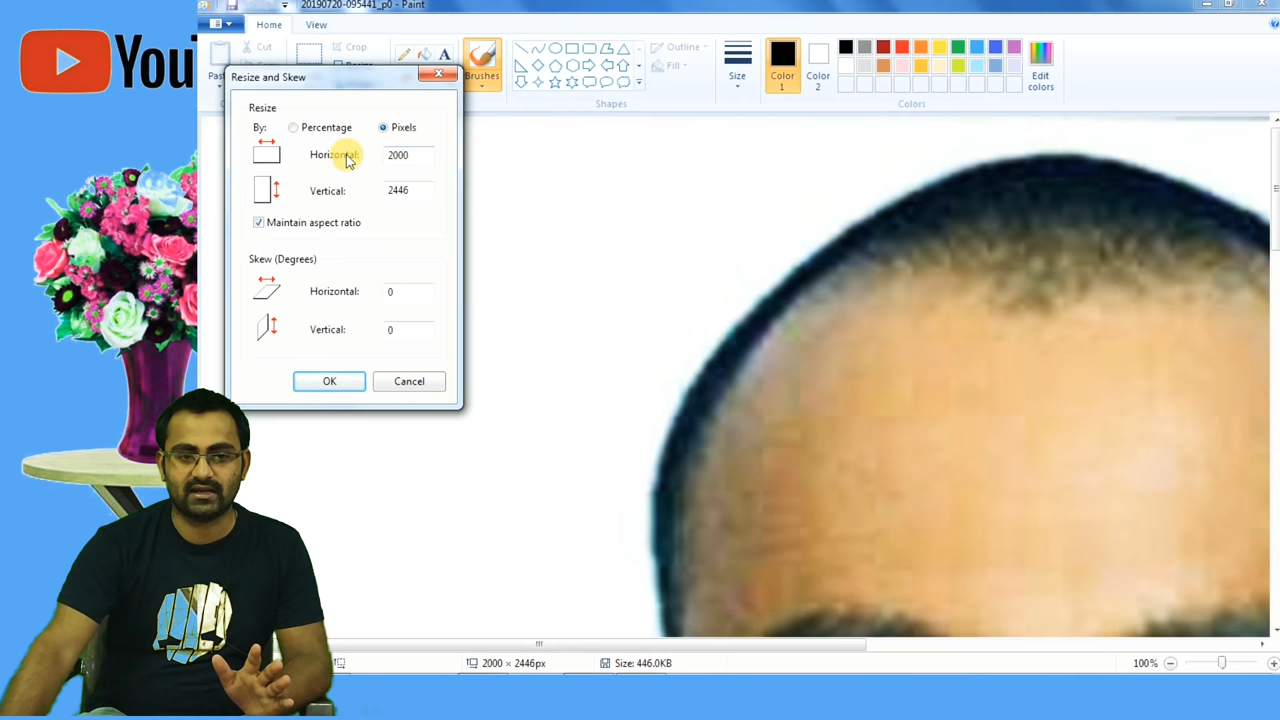 20190720-095441_p0 - Paint
You
Home
View
Cut
Crop
Paste
Brushes
Outline
Fill
Size
Color
1
Color
2
Edit
colors
Shapes
Colors
Resize and Skew
Resize
By:
Percentage
Pixels
Horizontal:
2000
Vertical:
2446
Maintain aspect ratio
Skew (Degrees)
Horizontal:
0
Vertical:
0
OK
Cancel
2000 × 2446px
Size: 446.0KB
100%